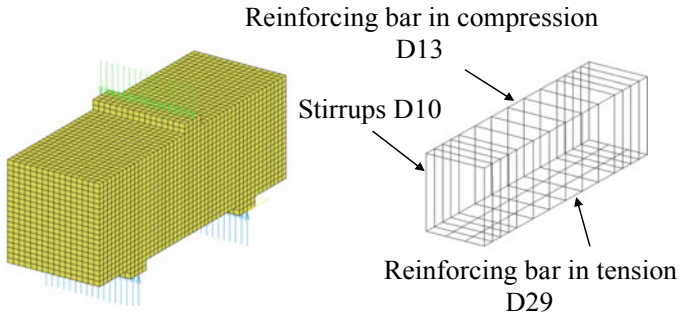 Reinforcing bar in compression
D13
Stirrups D10
Reinforcing bar in tension
D29